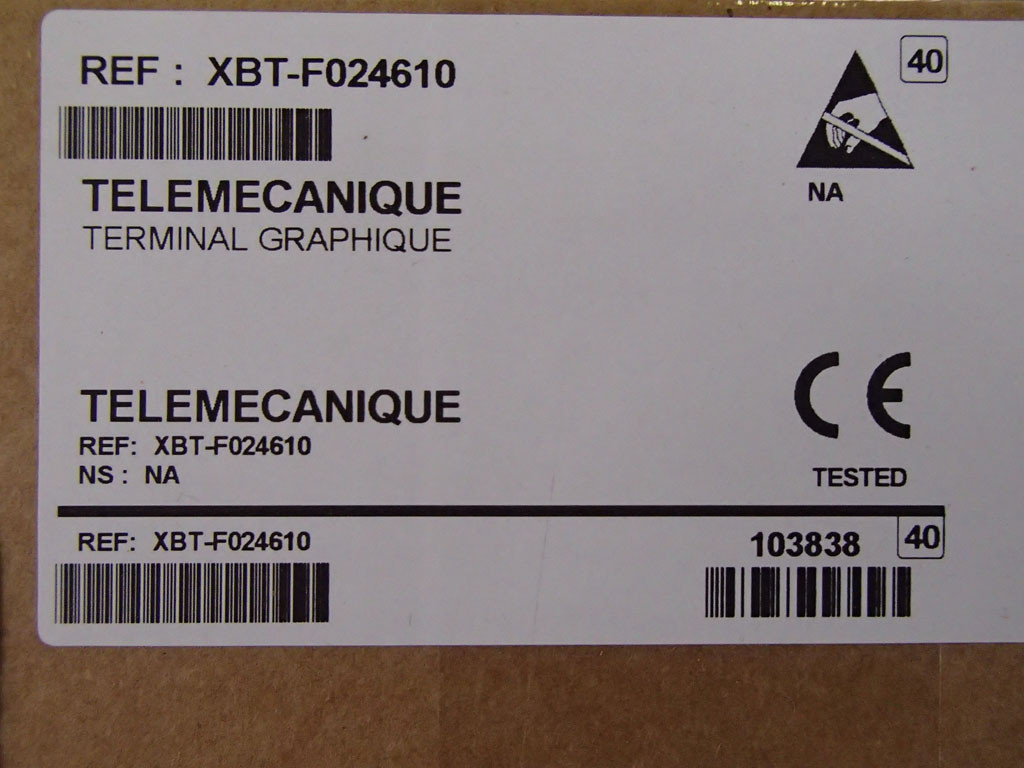 REF : XBT-F024610
40
NA
TELEMECANIQUE
TERMINAL GRAPHIQUE
TELEMECANIQUE
REF: XBT-F024610
NS : NA
CE
TESTED
REF: XBT-F024610
103838
40